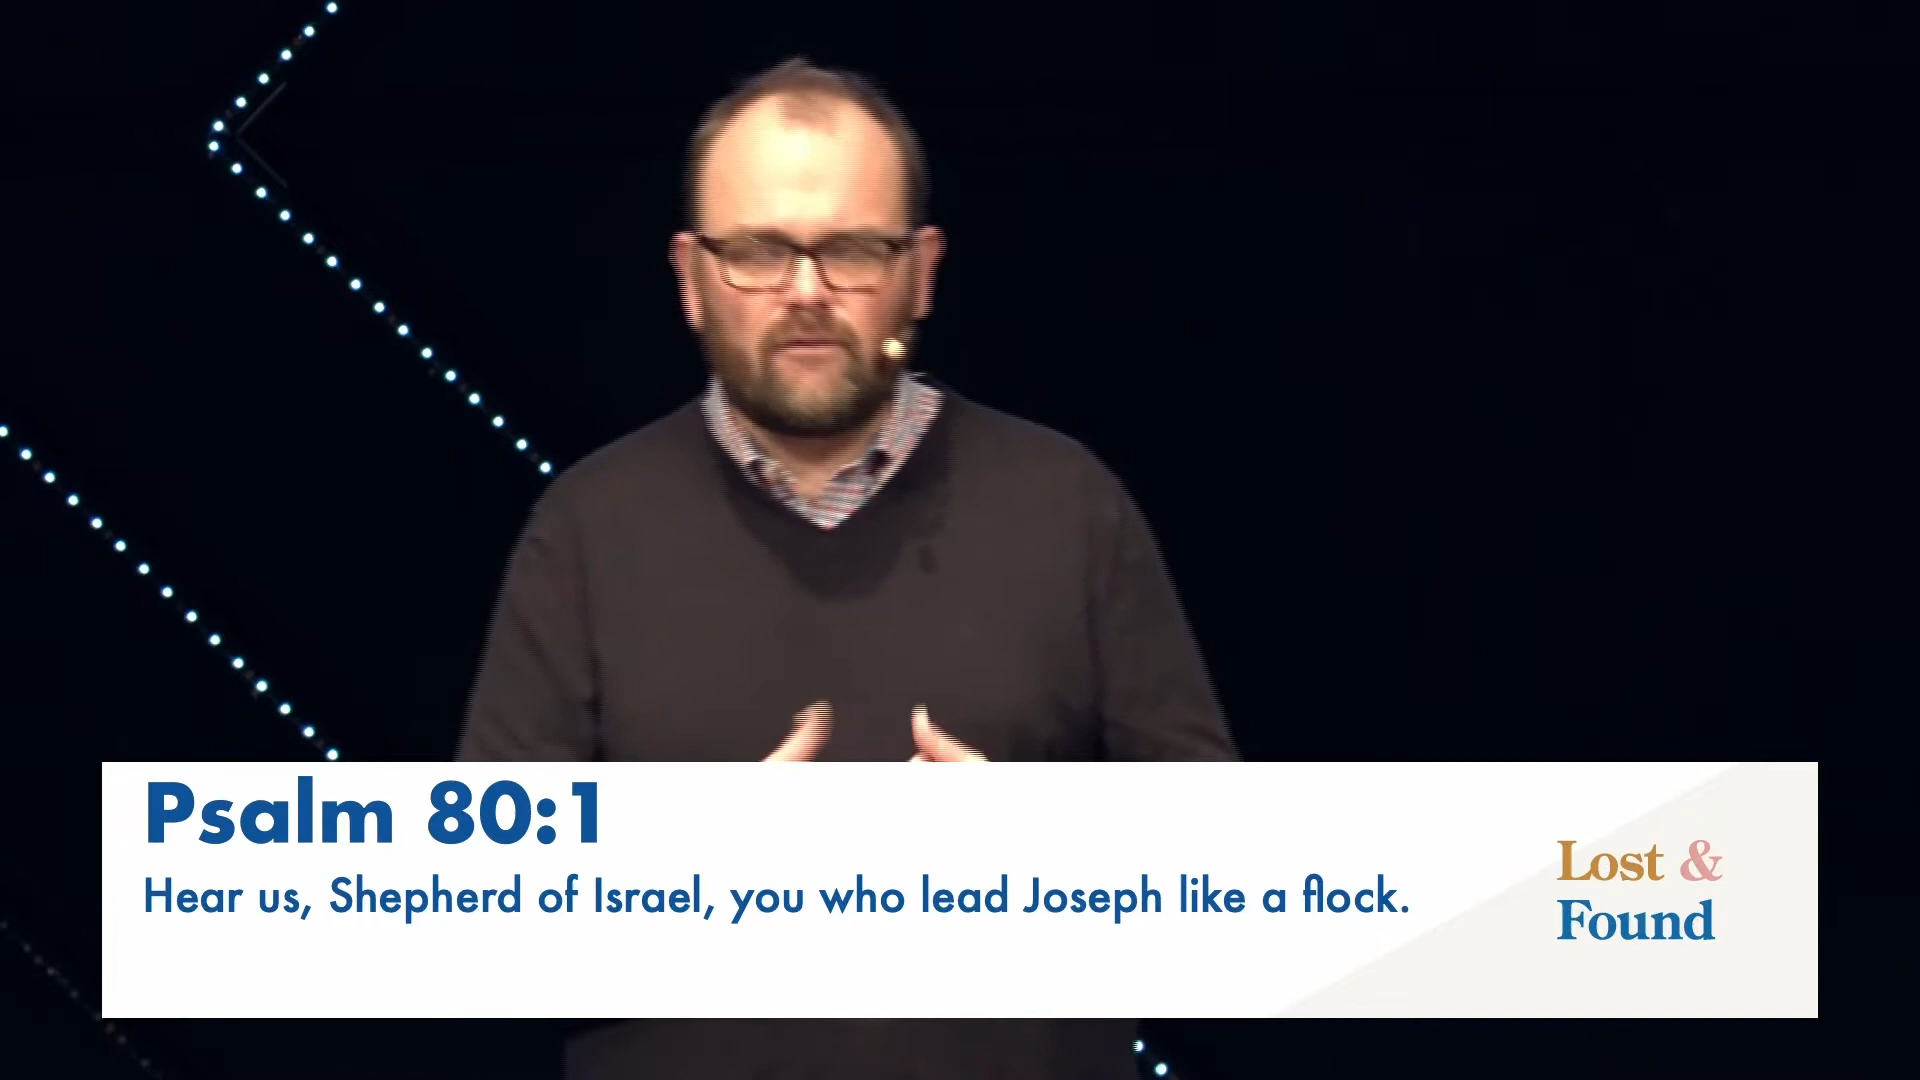 Psalm 80:1
Hear us, Shepherd of Israel, you who lead Joseph like a flock.
Lost &
Found